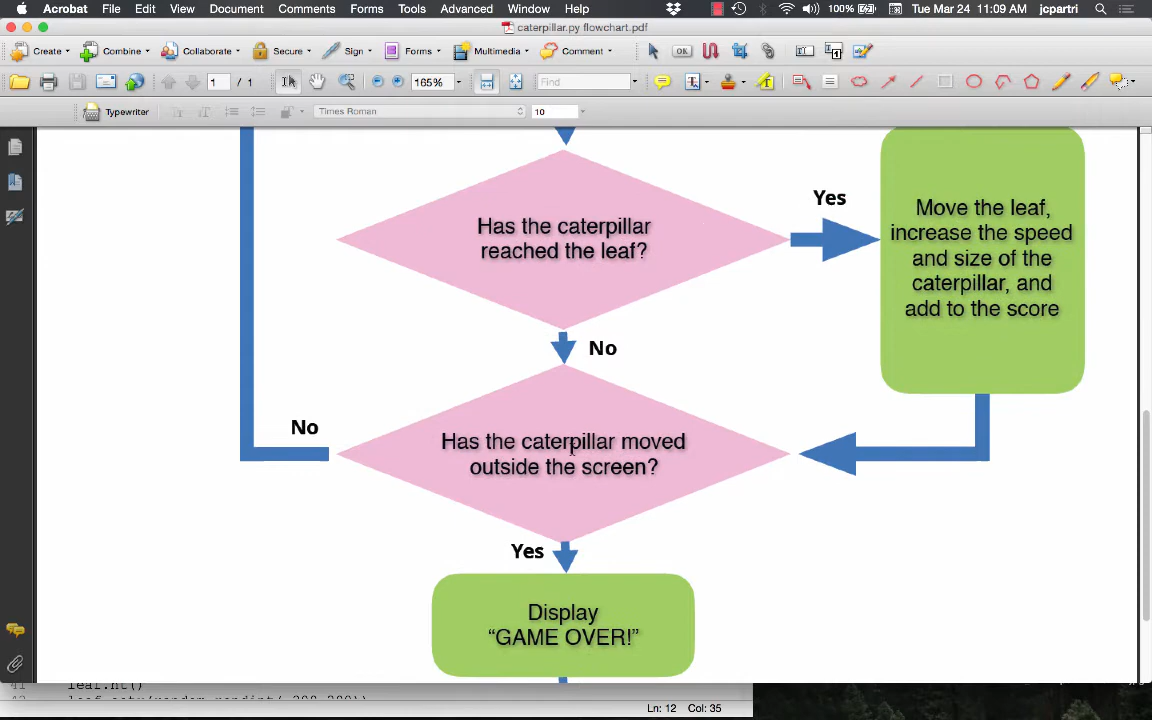 Acrobat File Edit View Document Comments Forms Tools Advanced Window Help 100% Tue Mar 24 11:09 AM jcpartri
caterpillar.py flowchart.pdf
Create Combine Collaborate Secure Sign Forms Multimedia Comment
1 / 1 165% Find
Typewriter Times Roman 10
Has the caterpillar
reached the leaf?
Yes
Move the leaf,
increase the speed
and size of the
caterpillar, and
add to the score
No
Has the caterpillar moved
outside the screen?
No
Yes
Display
“GAME OVER!”
41 leaf.ht()
Ln: 12 Col: 35